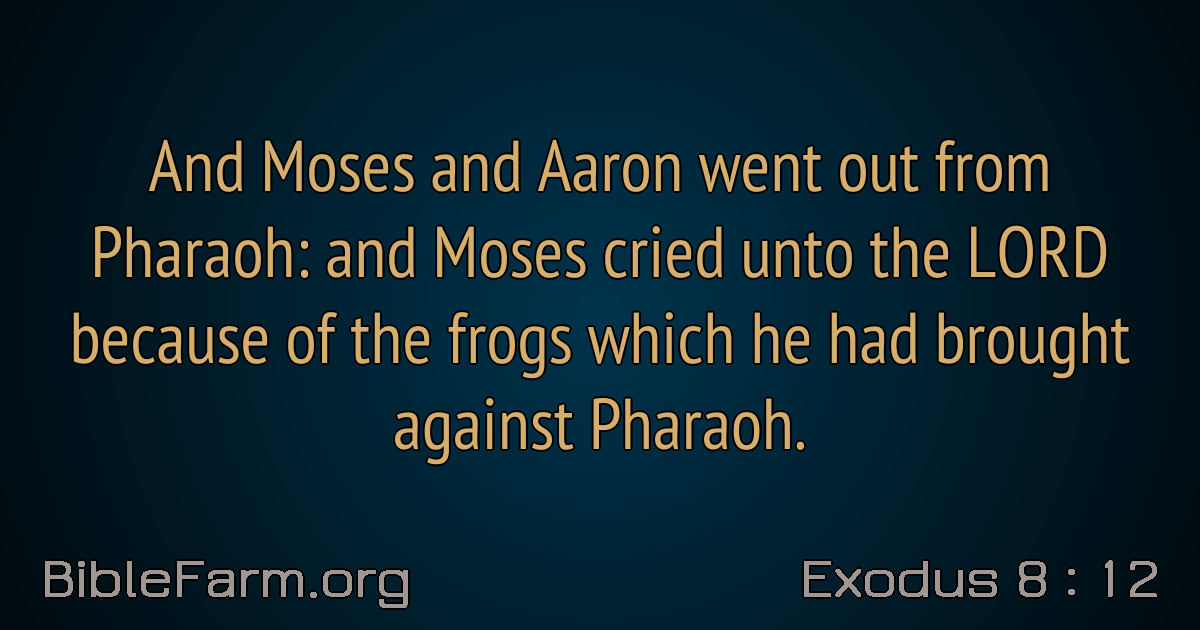 And Moses and Aaron went out from
Pharaoh: and Moses cried unto the LORD
because of the frogs which he had brought
against Pharaoh.
BibleFarm.org
Exodus 8 : 12